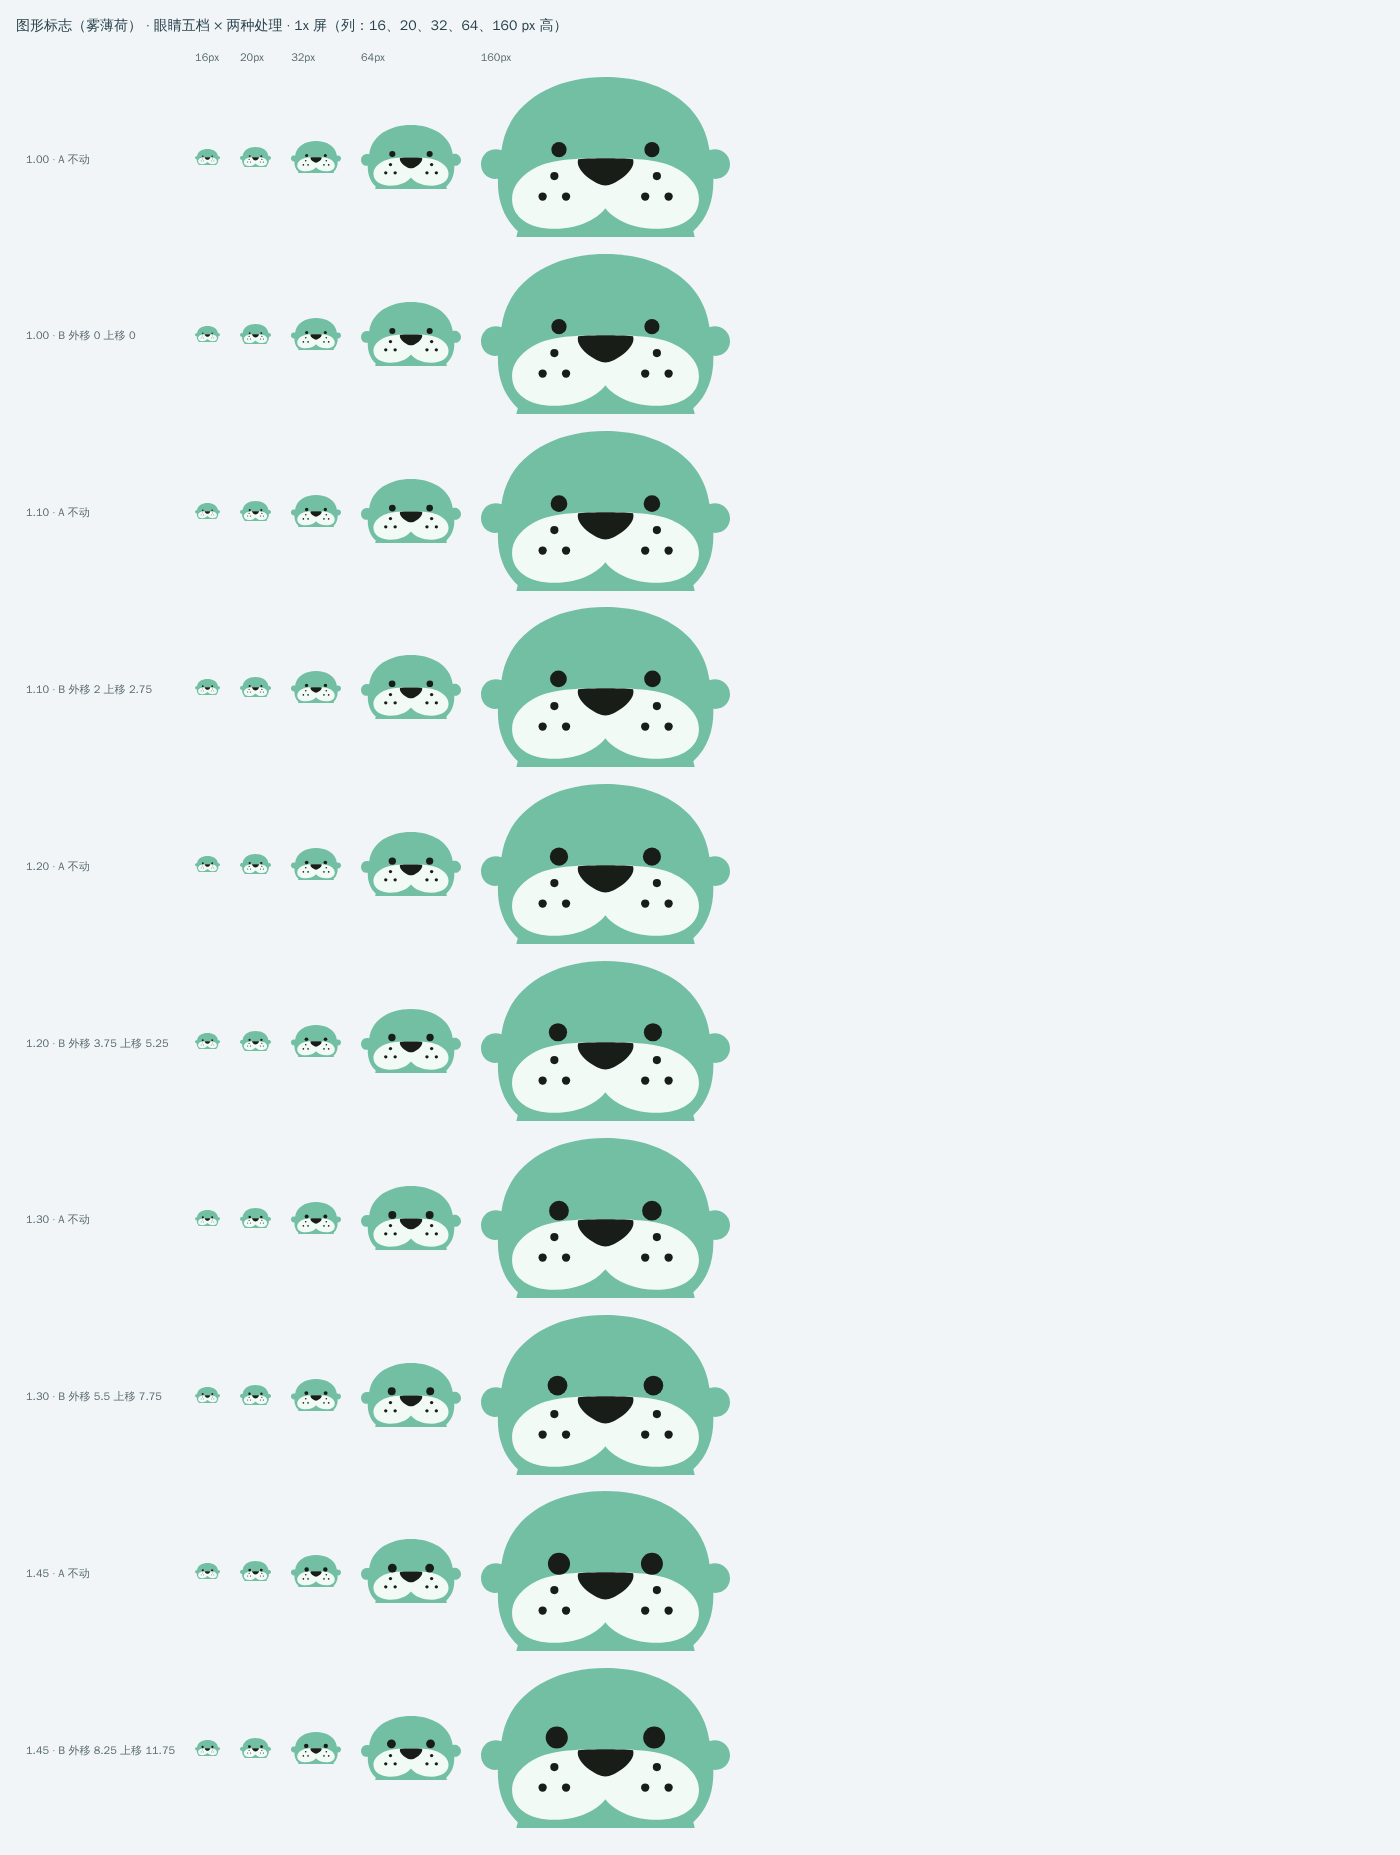 图形标志（雾薄荷） · 眼睛五档 × 两种处理 · 1x 屏（列：16、20、32、64、160 px 高）
16px 20px 32px 64px 160px
1.00 · A 不动
1.00 · B 外移 0 上移 0
1.10 · A 不动
1.10 · B 外移 2 上移 2.75
1.20 · A 不动
1.20 · B 外移 3.75 上移 5.25
1.30 · A 不动
1.30 · B 外移 5.5 上移 7.75
1.45 · A 不动
1.45 · B 外移 8.25 上移 11.75